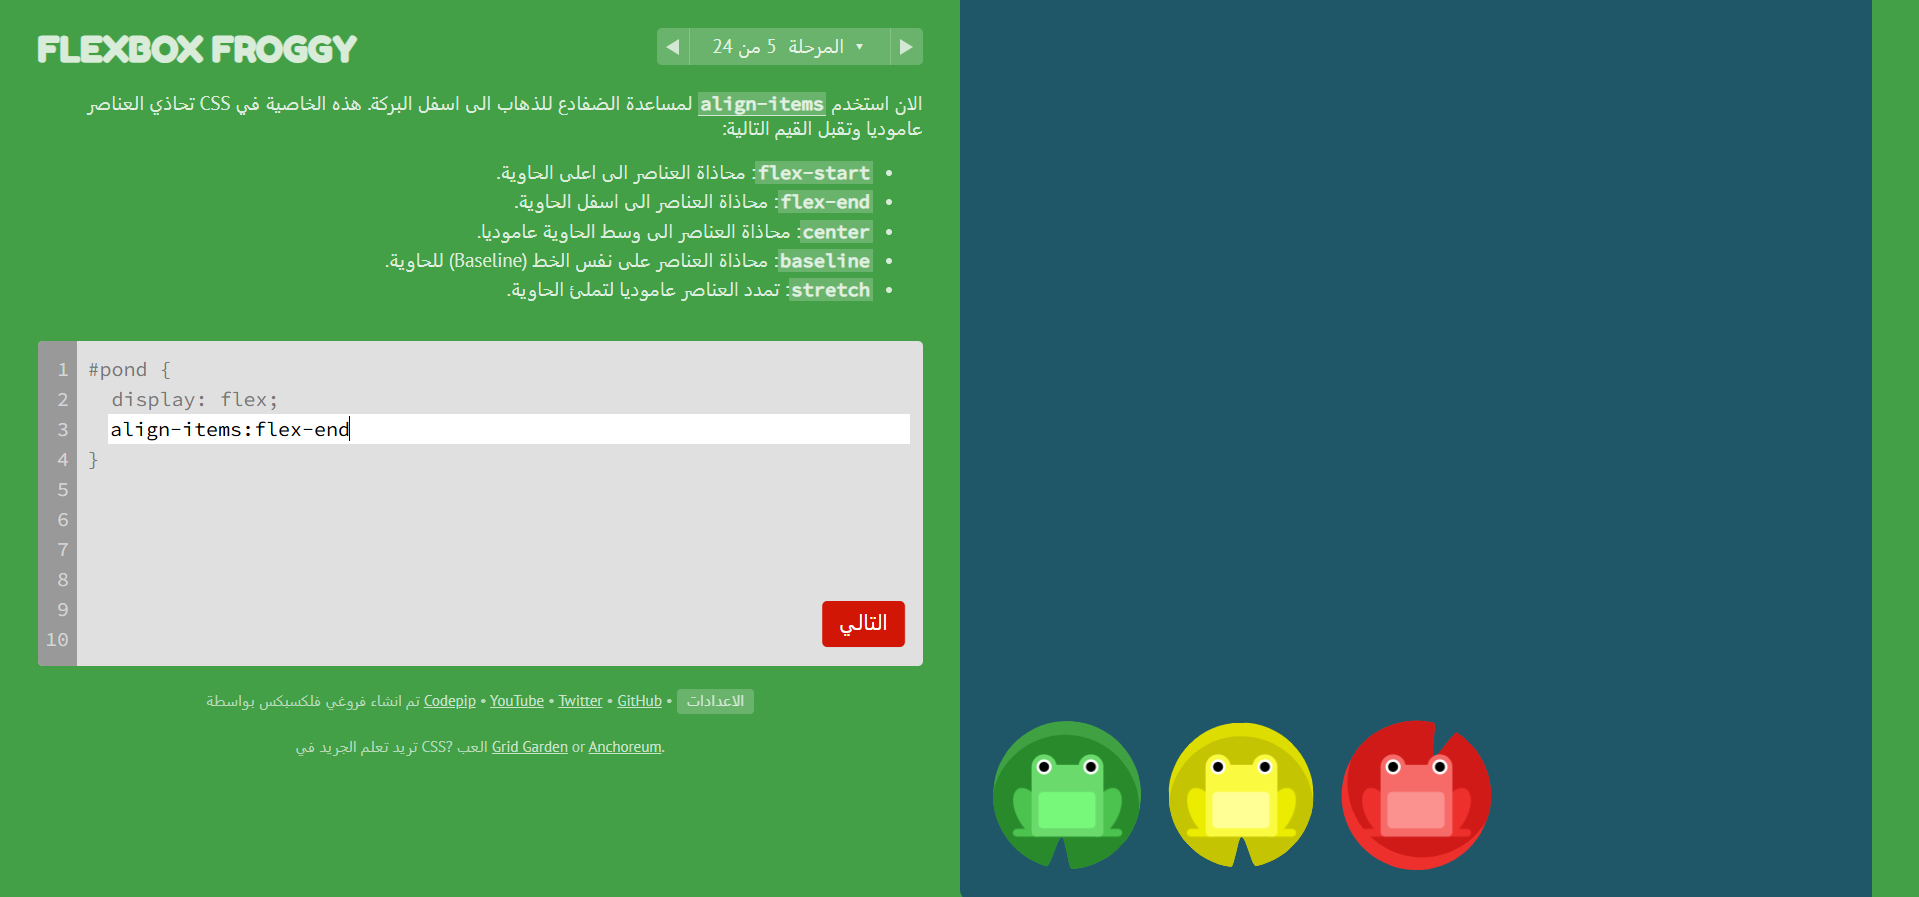 FLEXBOX FROGGY
◀ المرحلة 5 من 24 ▾ ▶
الان استخدم align-items لمساعدة الضفادع للذهاب الى اسفل البركة. هذه الخاصية في CSS تحاذي العناصر
عاموديا وتقبل القيم التالية:
• flex-start: محاذاة العناصر الى اعلى الحاوية.
• flex-end: محاذاة العناصر الى اسفل الحاوية.
• center: محاذاة العناصر الى وسط الحاوية عاموديا.
• baseline: محاذاة العناصر على نفس الخط (Baseline) للحاوية.
• stretch: تمدد العناصر عاموديا لتملئ الحاوية.
1 #pond {
2 display: flex;
3 align-items:flex-end
4 }
5
6
7
8
9
10
التالي
تم انشاء فروغي فلكسبكس بواسطة Codepip • YouTube • Twitter • GitHub • الاعدادات
تريد تعلم الجريد في CSS? العب Grid Garden or Anchoreum.